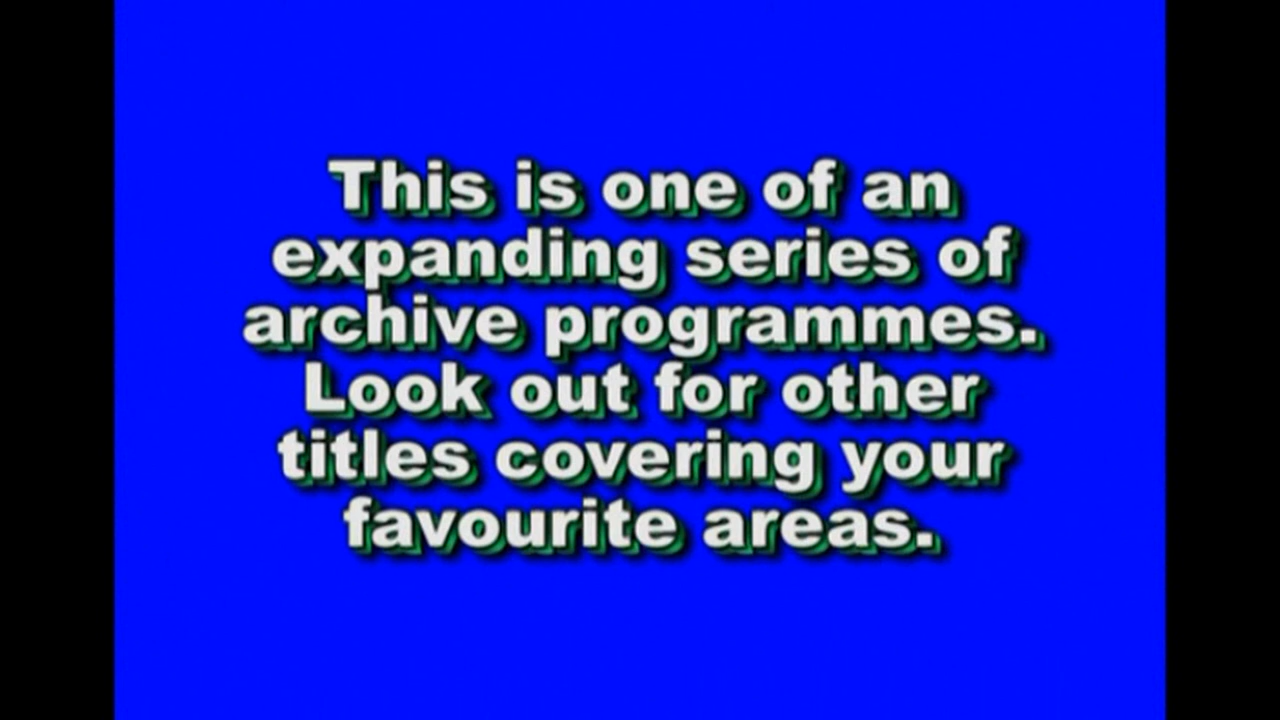 This is one of an
expanding series of
archive programmes.
Look out for other
titles covering your
favourite areas.